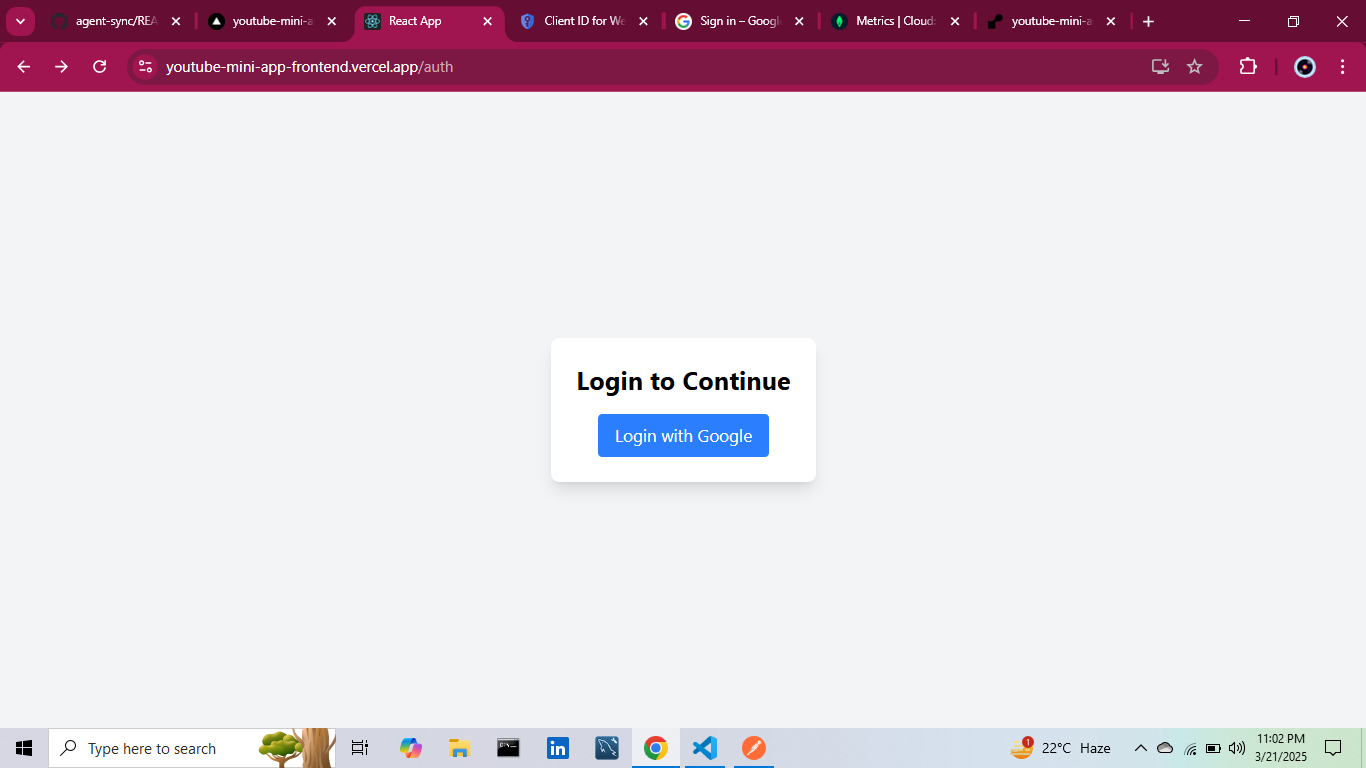 agent-sync/REA
youtube-mini-a
React App
Client ID for We
Sign in – Googl
Metrics | Cloud:
youtube-mini-a
youtube-mini-app-frontend.vercel.app/auth
Login to Continue
Login with Google
Type here to search
1
22°C Haze
11:02 PM
3/21/2025